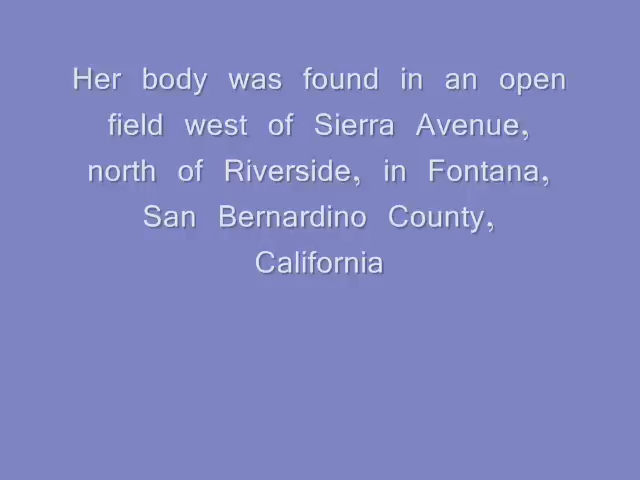 Her body was found in an open
field west of Sierra Avenue,
north of Riverside, in Fontana,
San Bernardino County,
California